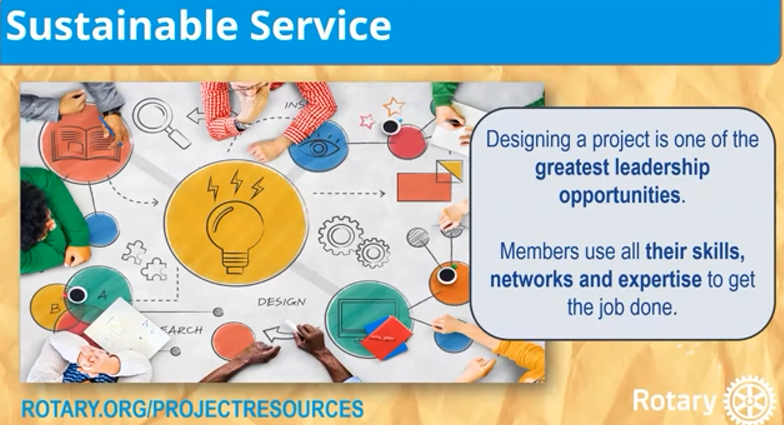 Sustainable Service
INS
B
A
DESIGN
EARCH
Designing a project is one of the
greatest leadership
opportunities.
Members use all their skills,
networks and expertise to get
the job done.
ROTARY.ORG/PROJECTRESOURCES
Rotary